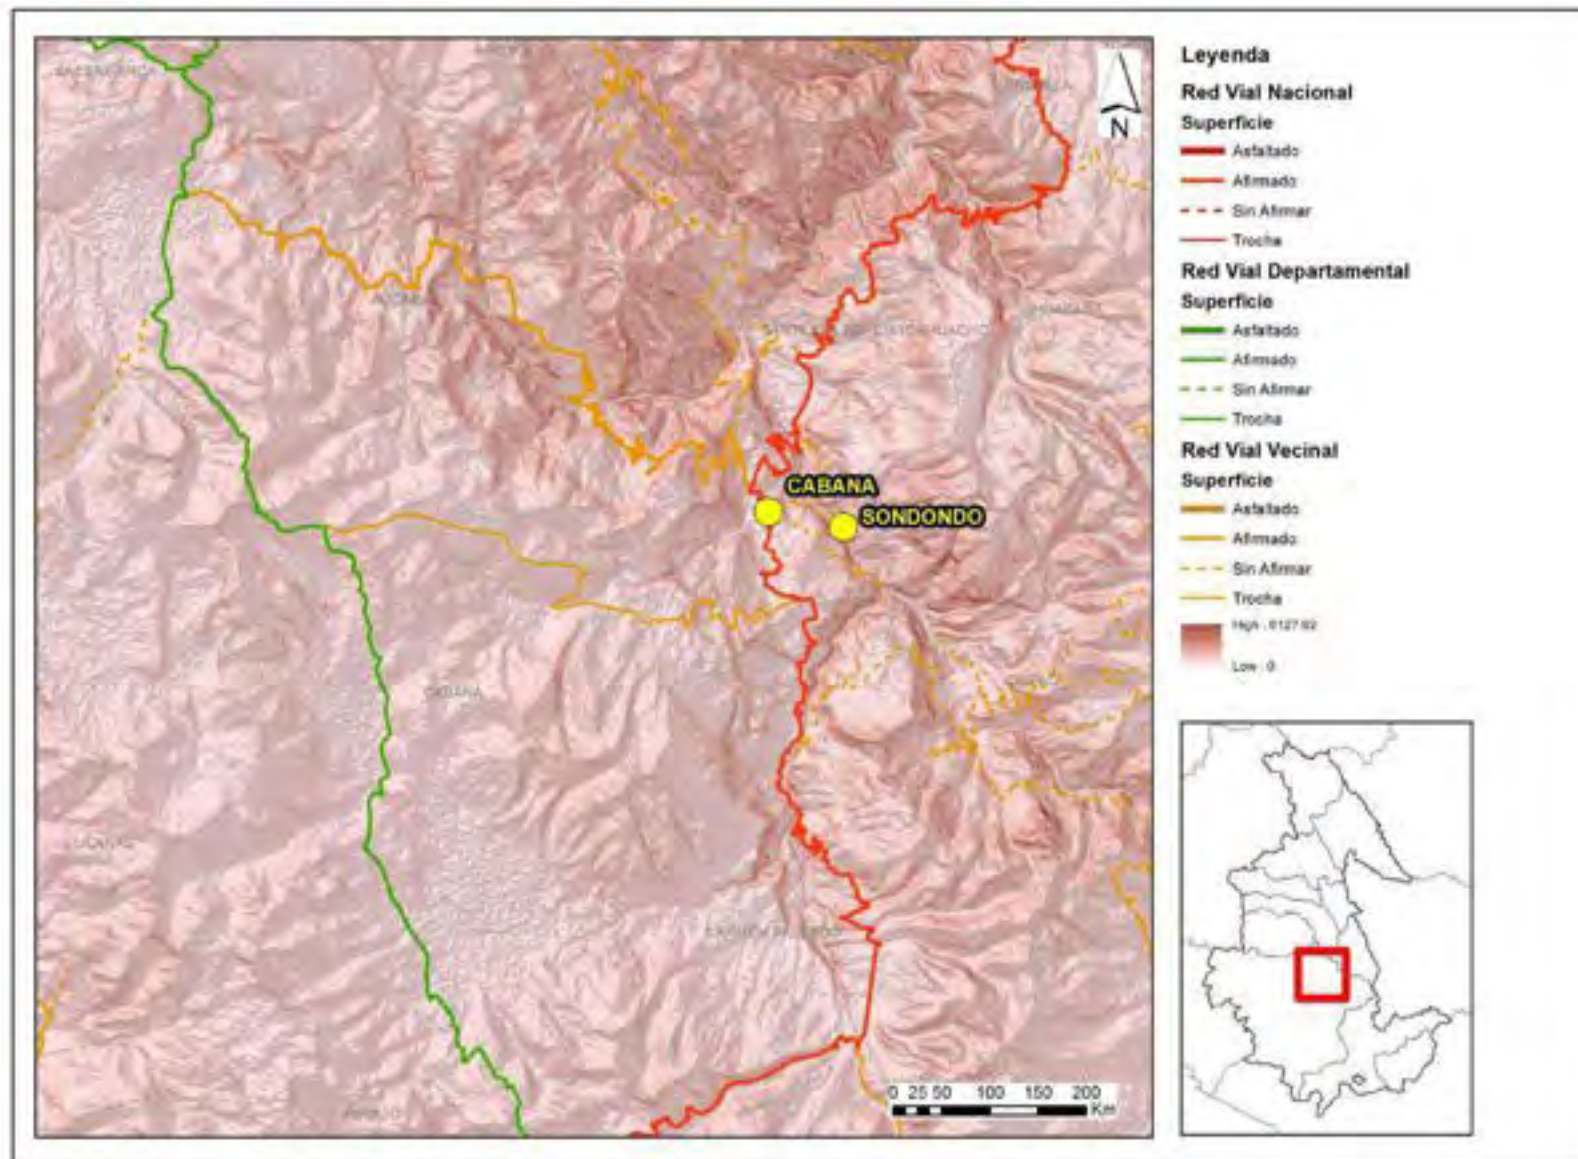 N
CABANA
SONDONDO
CABANA
0 25 50 100 150 200
Km
Leyenda
Red Vial Nacional
Superficie
Asfaltado
Afirmado
Sin Afirmar
Trocha
Red Vial Departamental
Superficie
Asfaltado
Afirmado
Sin Afirmar
Trocha
Red Vial Vecinal
Superficie
Asfaltado
Afirmado
Sin Afirmar
Trocha
Low : 0